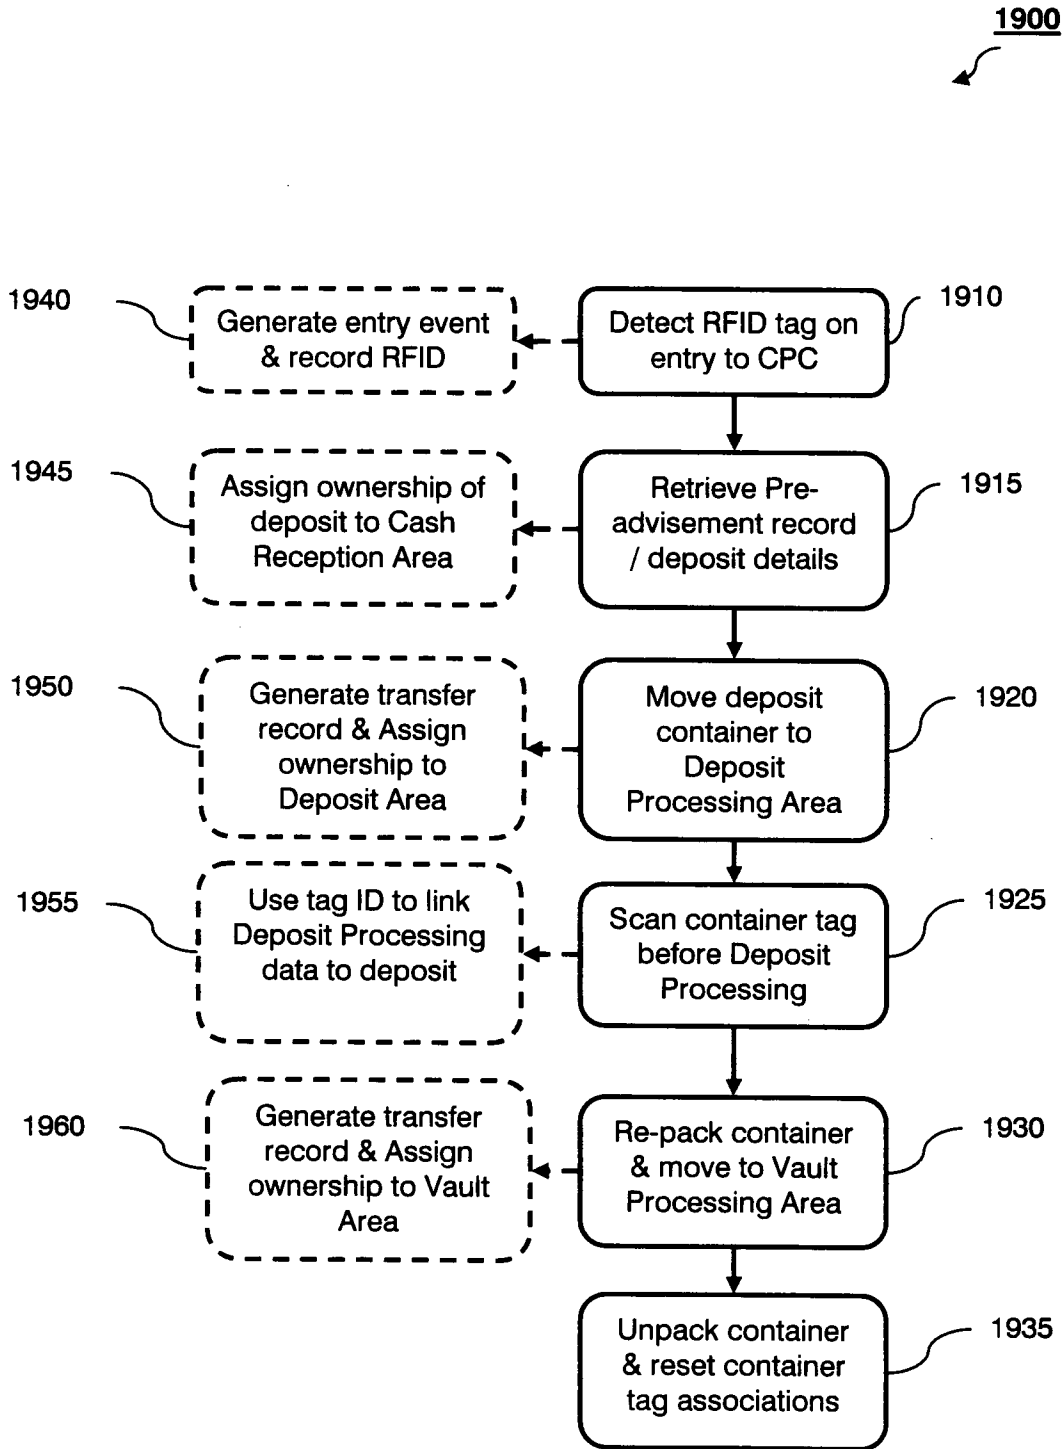 1900
1940
Generate entry event
& record RFID
Detect RFID tag on
entry to CPC
1910
1945
Assign ownership of
deposit to Cash
Reception Area
Retrieve Pre-
advisement record
/ deposit details
1915
1950
Generate transfer
record & Assign
ownership to
Deposit Area
Move deposit
container to
Deposit
Processing Area
1920
1955
Use tag ID to link
Deposit Processing
data to deposit
Scan container tag
before Deposit
Processing
1925
1960
Generate transfer
record & Assign
ownership to Vault
Area
Re-pack container
& move to Vault
Processing Area
1930
Unpack container
& reset container
tag associations
1935